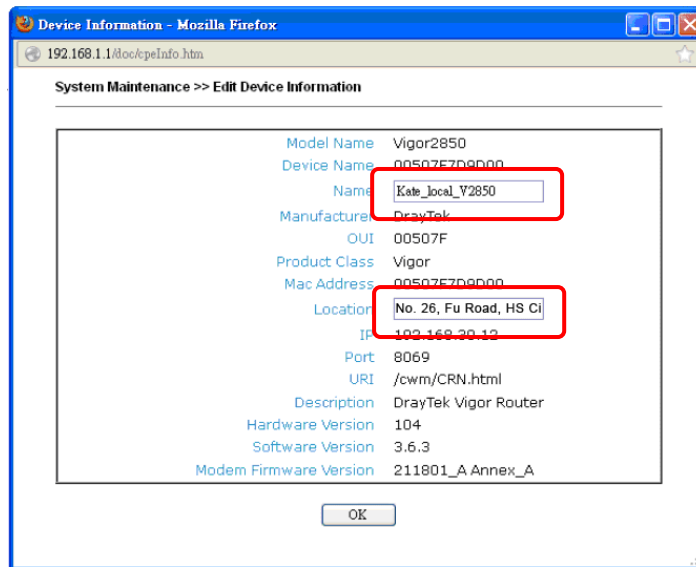 Device Information - Mozilla Firefox
192.168.1.1/doc/cpeInfo.htm
System Maintenance >> Edit Device Information
Model Name Vigor2850
Device Name 00507F7D9D00
Name Kate_local_V2850
Manufacturer DrayTek
OUI 00507F
Product Class Vigor
Mac Address 00507F7D9D00
Location No. 26, Fu Road, HS Ci
IP 192.168.30.12
Port 8069
URI /cwm/CRN.html
Description DrayTek Vigor Router
Hardware Version 104
Software Version 3.6.3
Modem Firmware Version 211801_A Annex_A
OK